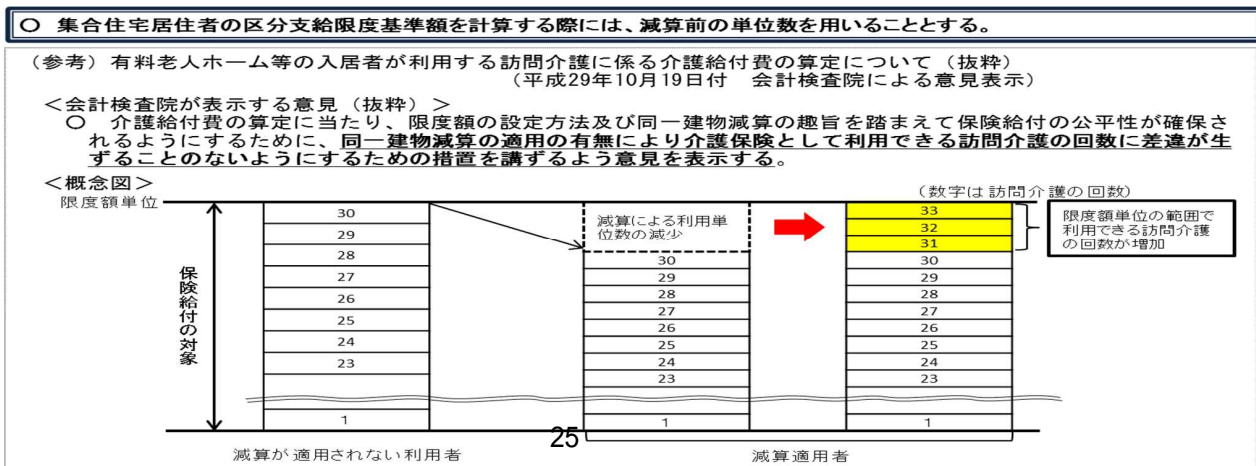 〇 集合住宅居住者の区分支給限度基準額を計算する際には、減算前の単位数を用いることとする。
（参考）有料老人ホーム等の入居者が利用する訪問介護に係る介護給付費の算定について（抜粋）
（平成29年10月19日付　会計検査院による意見表示）
＜会計検査院が表示する意見（抜粋）＞
〇　介護給付費の算定に当たり、限度額の設定方法及び同一建物減算の趣旨を踏まえて保険給付の公平性が確保さ
れるようにするために、同一建物減算の適用の有無により介護保険として利用できる訪問介護の回数に差違が生
ずることのないようにするための措置を講ずるよう意見を表示する。
＜概念図＞
（数字は訪問介護の回数）
限度額単位
保険給付の対象
30
29
28
27
26
25
24
23
1
減算が適用されない利用者
減算による利用単
位数の減少
30
29
28
27
26
25
24
23
1
33
32
31
30
29
28
27
26
25
24
23
1
限度額単位の範囲で
利用できる訪問介護
の回数が増加
減算適用者
25